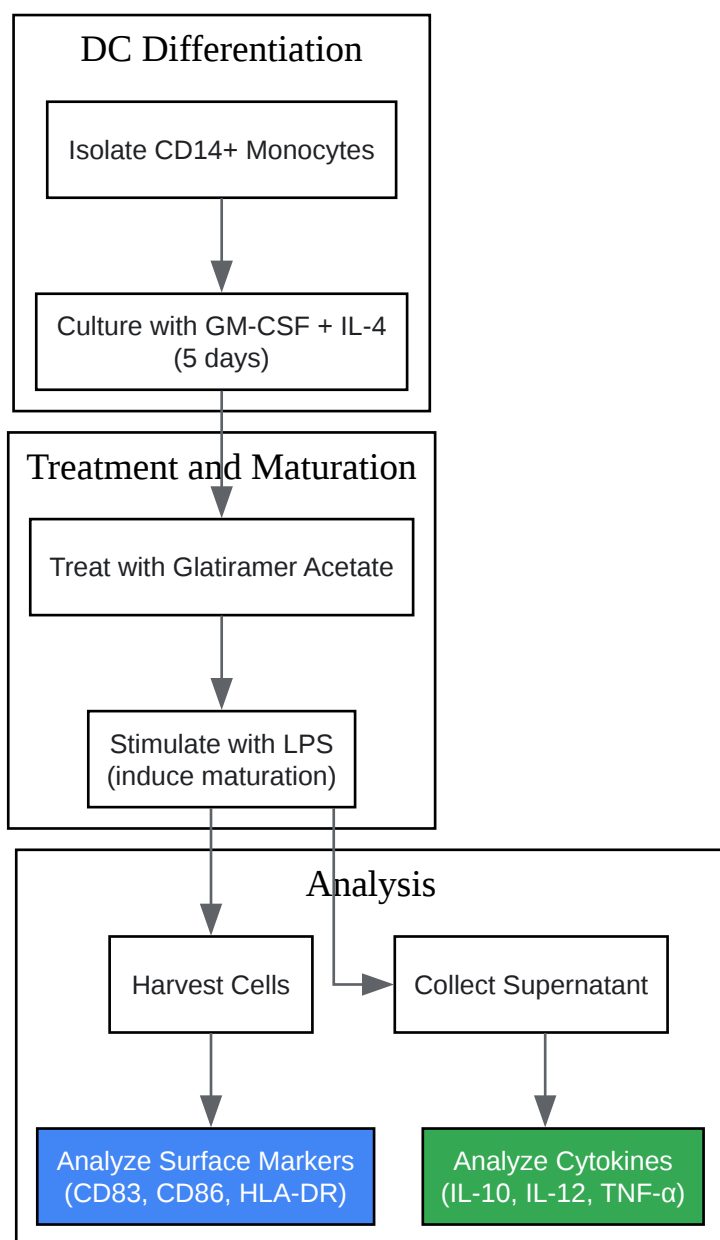 DC Differentiation
Isolate CD14+ Monocytes
Culture with GM-CSF + IL-4
(5 days)
Treatment and Maturation
Treat with Glatiramer Acetate
Stimulate with LPS
(induce maturation)
Analysis
Harvest Cells
Collect Supernatant
Analyze Surface Markers
(CD83, CD86, HLA-DR)
Analyze Cytokines
(IL-10, IL-12, TNF-α)